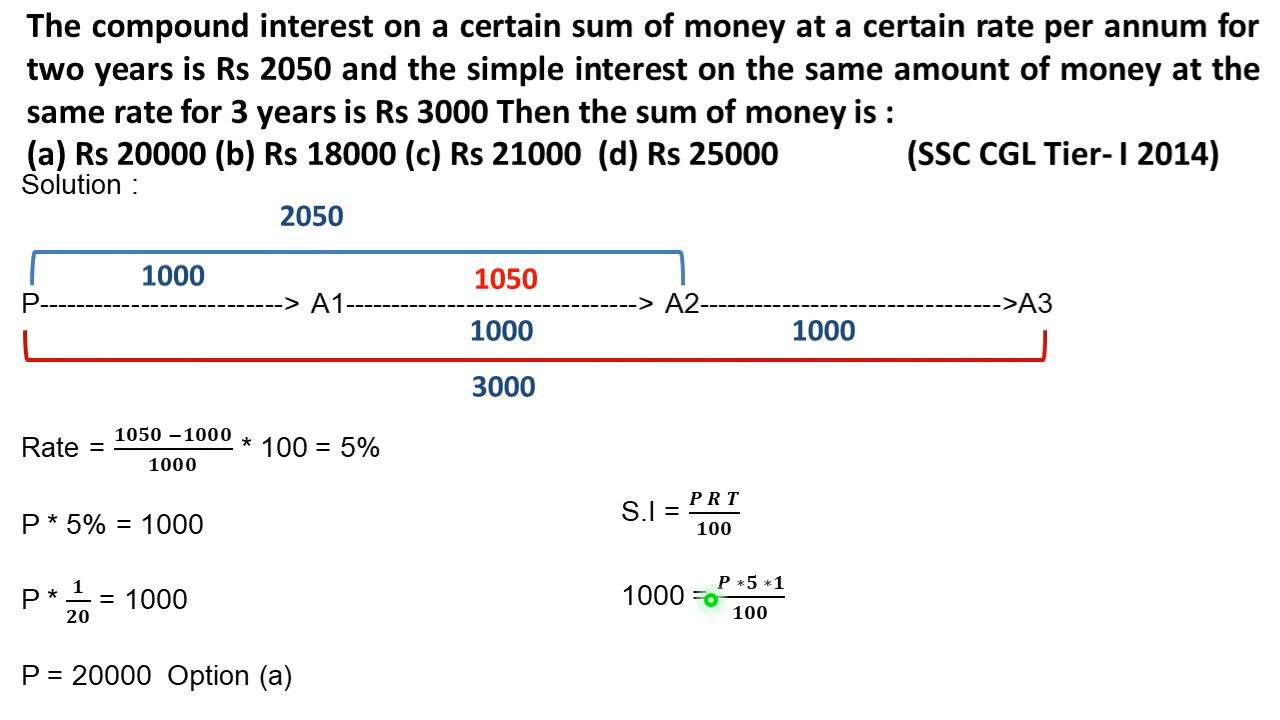 The compound interest on a certain sum of money at a certain rate per annum for
two years is Rs 2050 and the simple interest on the same amount of money at the
same rate for 3 years is Rs 3000 Then the sum of money is :
(a) Rs 20000 (b) Rs 18000 (c) Rs 21000 (d) Rs 25000 (SSC CGL Tier- I 2014)
Solution :
2050
1000 1050
P---------------------------> A1--------------------------------> A2--------------------------------->A3
1000 1000
3000
Rate = (1050 − 1000)/1000 * 100 = 5%
P * 5% = 1000
S.I = P R T/100
P * 1/20 = 1000
1000 = P *5 *1/100
P = 20000 Option (a)